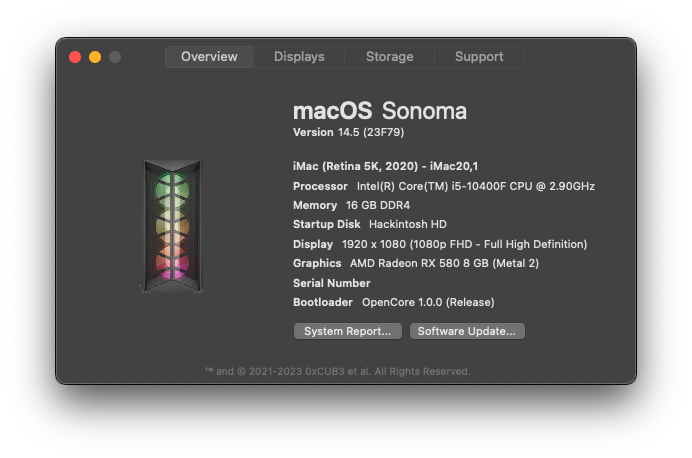 Overview Displays Storage Support
macOS Sonoma
Version 14.5 (23F79)
iMac (Retina 5K, 2020) - iMac20,1
Processor Intel(R) Core(TM) i5-10400F CPU @ 2.90GHz
Memory 16 GB DDR4
Startup Disk Hackintosh HD
Display 1920 x 1080 (1080p FHD - Full High Definition)
Graphics AMD Radeon RX 580 8 GB (Metal 2)
Serial Number
Bootloader OpenCore 1.0.0 (Release)
System Report... Software Update...
™ and © 2021-2023 0xCUB3 et al. All Rights Reserved.